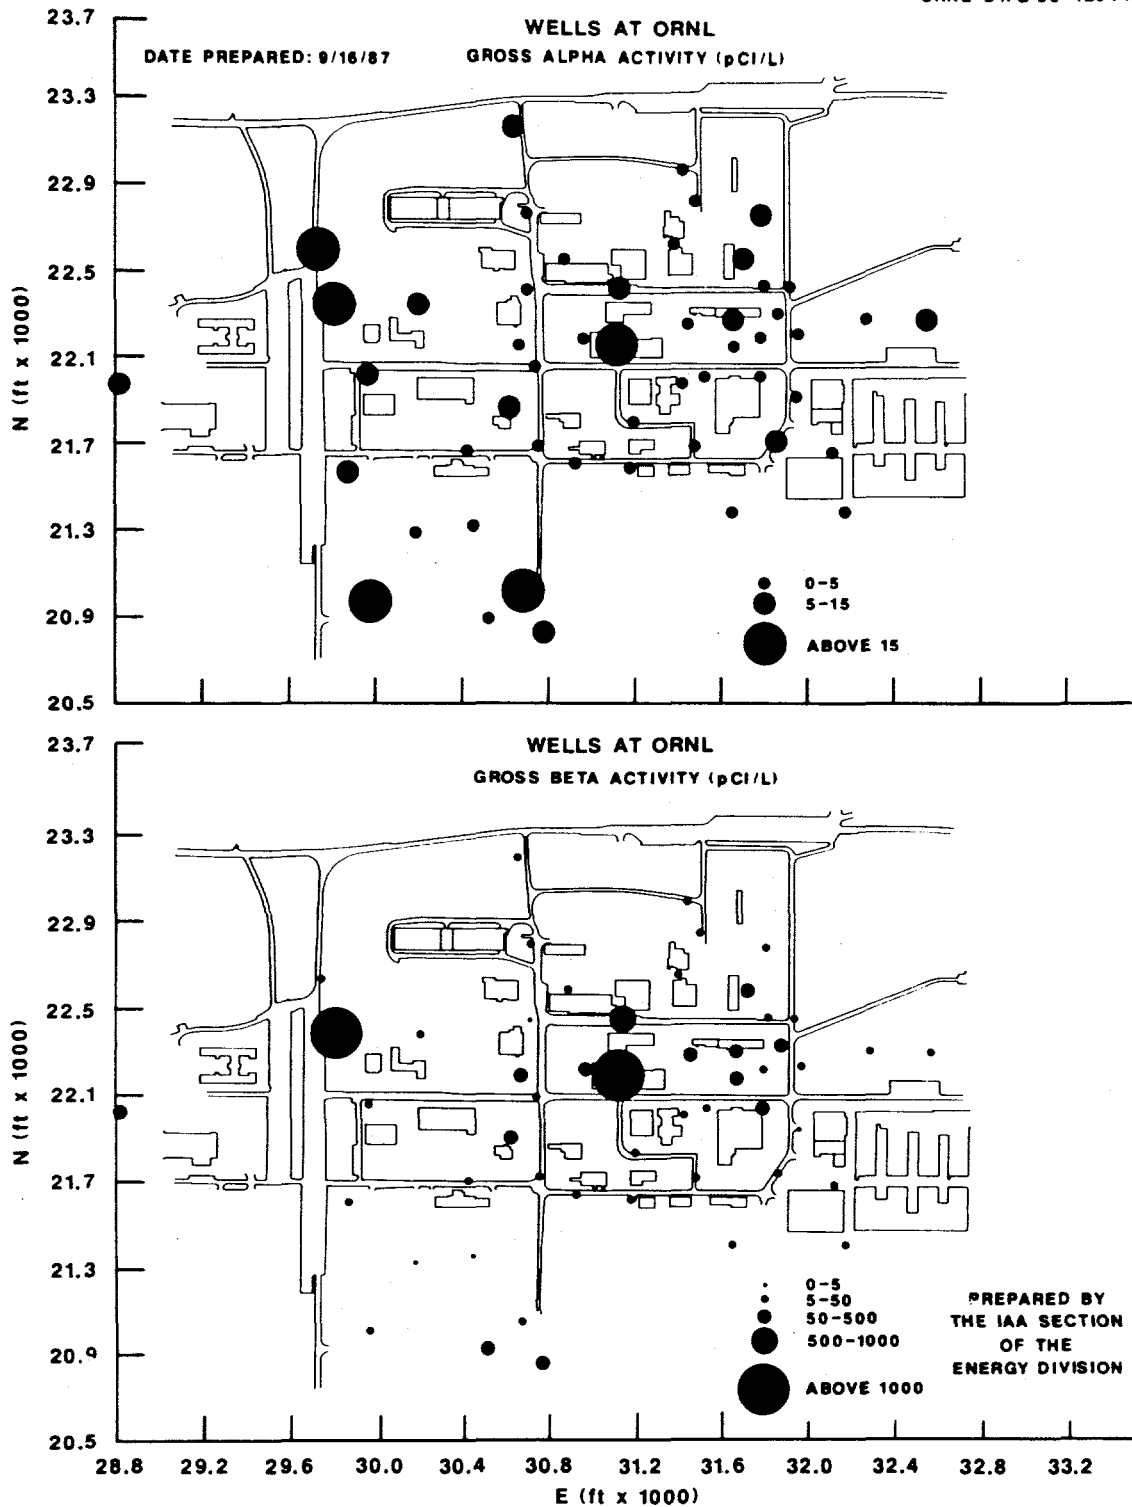 23.7
WELLS AT ORNL
DATE PREPARED: 9/16/87
GROSS ALPHA ACTIVITY (pCi/L)
23.3
22.9
22.5
22.1
21.7
21.3
20.9
20.5
N (ft x 1000)
0-5
5-15
ABOVE 15
23.7
WELLS AT ORNL
GROSS BETA ACTIVITY (pCi/L)
23.3
22.9
22.5
22.1
21.7
21.3
20.9
20.5
N (ft x 1000)
0-5
5-50
50-500
500-1000
ABOVE 1000
PREPARED BY
THE IAA SECTION
OF THE
ENERGY DIVISION
28.8 29.2 29.6 30.0 30.4 30.8 31.2 31.6 32.0 32.4 32.8 33.2
E (ft x 1000)